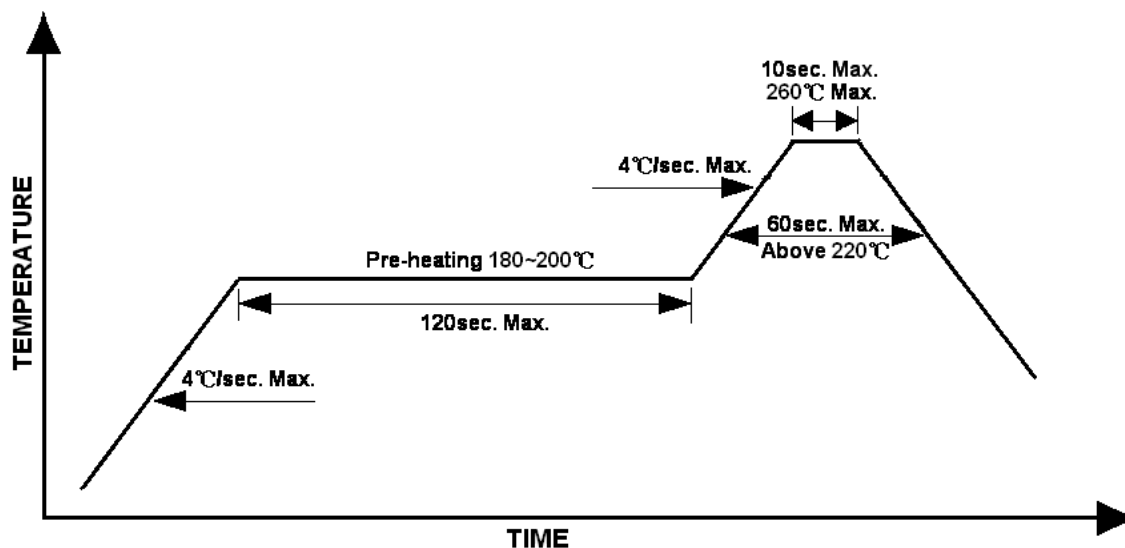 10sec. Max.
260℃ Max.
4℃/sec. Max.
60sec. Max.
Above 220℃
Pre-heating 180~200℃
120sec. Max.
4℃/sec. Max.
TEMPERATURE
TIME